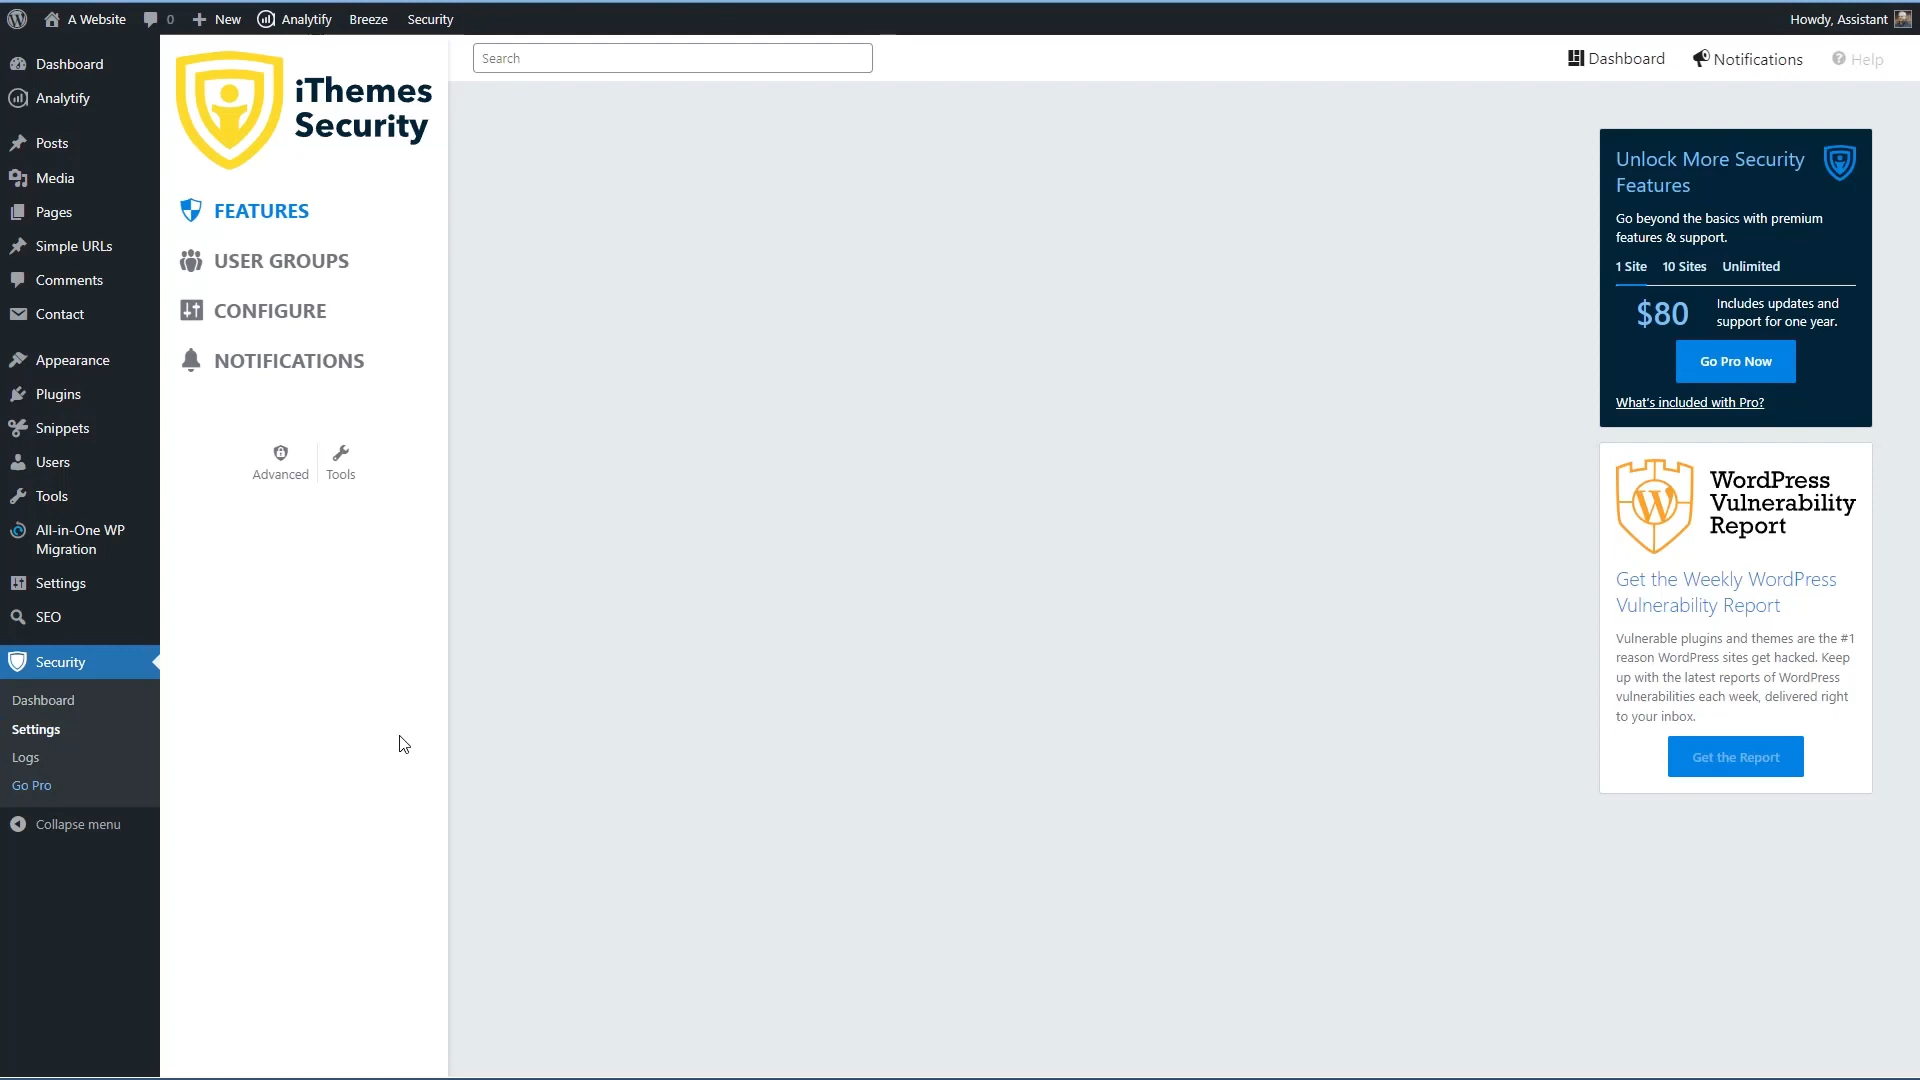 A Website
0
New
Analytify
Breeze
Security
Howdy, Assistant
Dashboard
Analytify
Posts
Media
Pages
Simple URLs
Comments
Contact
Appearance
Plugins
Snippets
Users
Tools
All-in-One WP
Migration
Settings
SEO
Security
Dashboard
Settings
Logs
Go Pro
Collapse menu
iThemes
Security
FEATURES
USER GROUPS
CONFIGURE
NOTIFICATIONS
Advanced
Tools
Search
Dashboard
Notifications
Help
Unlock More Security
Features
Go beyond the basics with premium
features & support.
1 Site
10 Sites
Unlimited
$80
Includes updates and
support for one year.
Go Pro Now
What's included with Pro?
WordPress
Vulnerability
Report
Get the Weekly WordPress
Vulnerability Report
Vulnerable plugins and themes are the #1
reason WordPress sites get hacked. Keep
up with the latest reports of WordPress
vulnerabilities each week, delivered right
to your inbox.
Get the Report